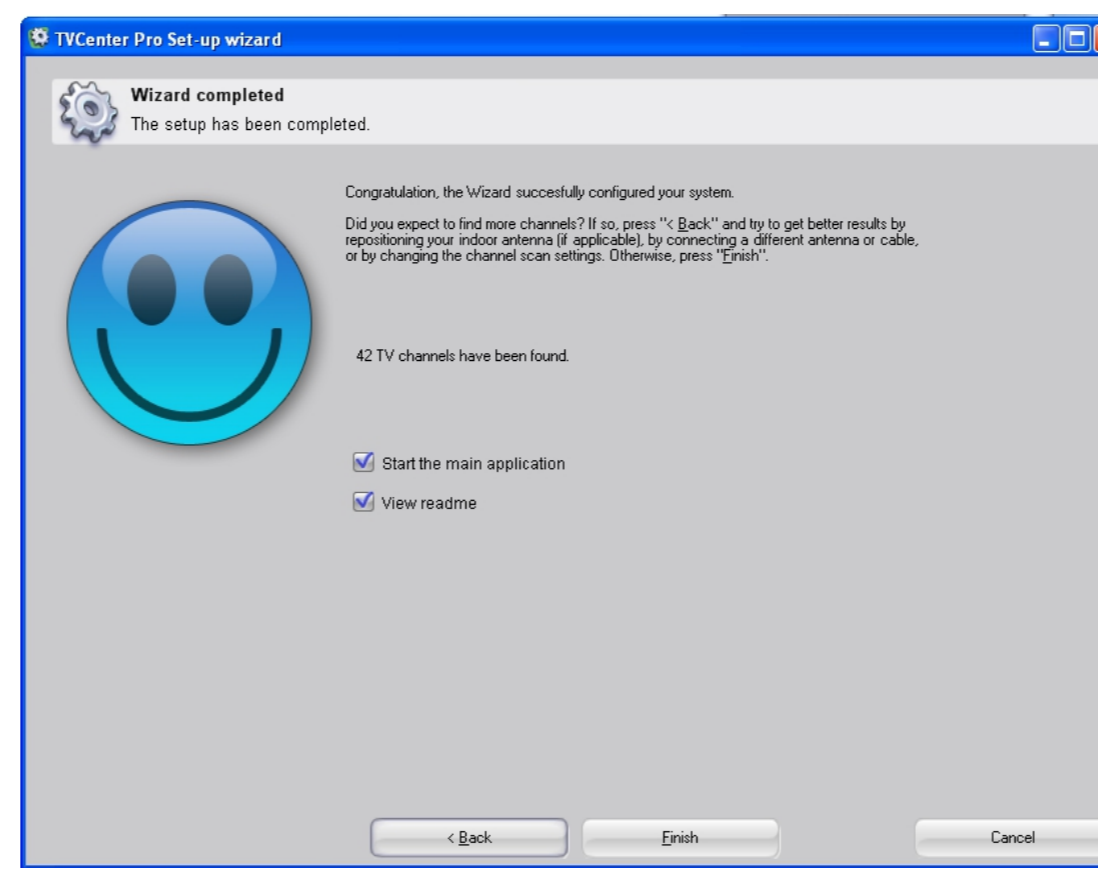 TVCenter Pro Set-up wizard
Wizard completed
The setup has been completed.
Congratulation, the Wizard succesfully configured your system.
Did you expect to find more channels? If so, press "< Back" and try to get better results by
repositioning your indoor antenna (if applicable), by connecting a different antenna or cable,
or by changing the channel scan settings. Otherwise, press "Finish".
42 TV channels have been found.
Start the main application
View readme
< Back
Finish
Cancel